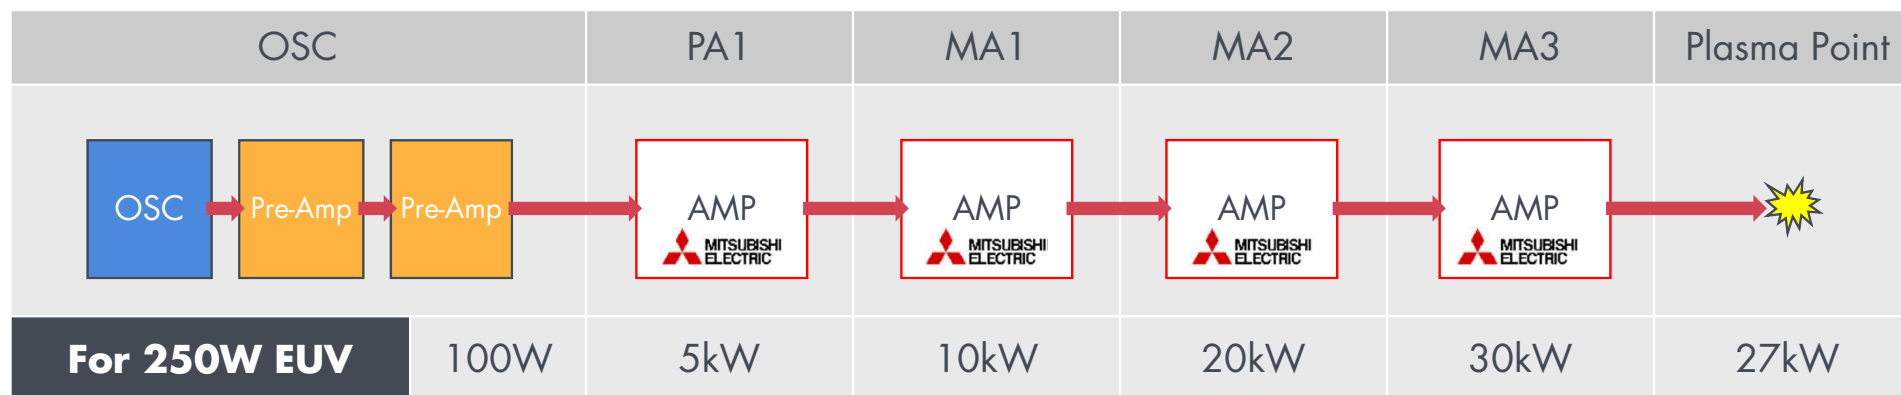 OSC PA1 MA1 MA2 MA3 Plasma Point
OSC Pre-Amp Pre-Amp AMP AMP AMP AMP
MITSUBISHI MITSUBISHI MITSUBISHI MITSUBISHI
ELECTRIC ELECTRIC ELECTRIC ELECTRIC
For 250W EUV 100W 5kW 10kW 20kW 30kW 27kW